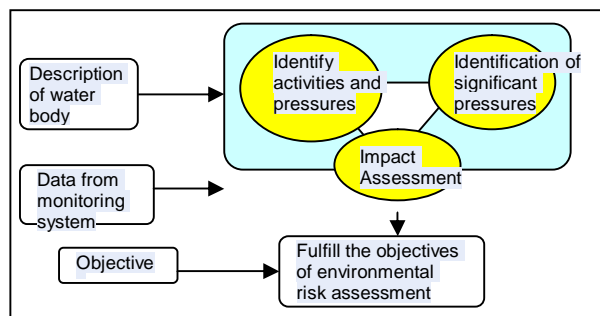 Description
of water
body
Identify
activities and
pressures
Identification of
significant
pressures
Impact
Assessment
Data from
monitoring
system
Objective
Fulfill the objectives
of environmental
risk assessment